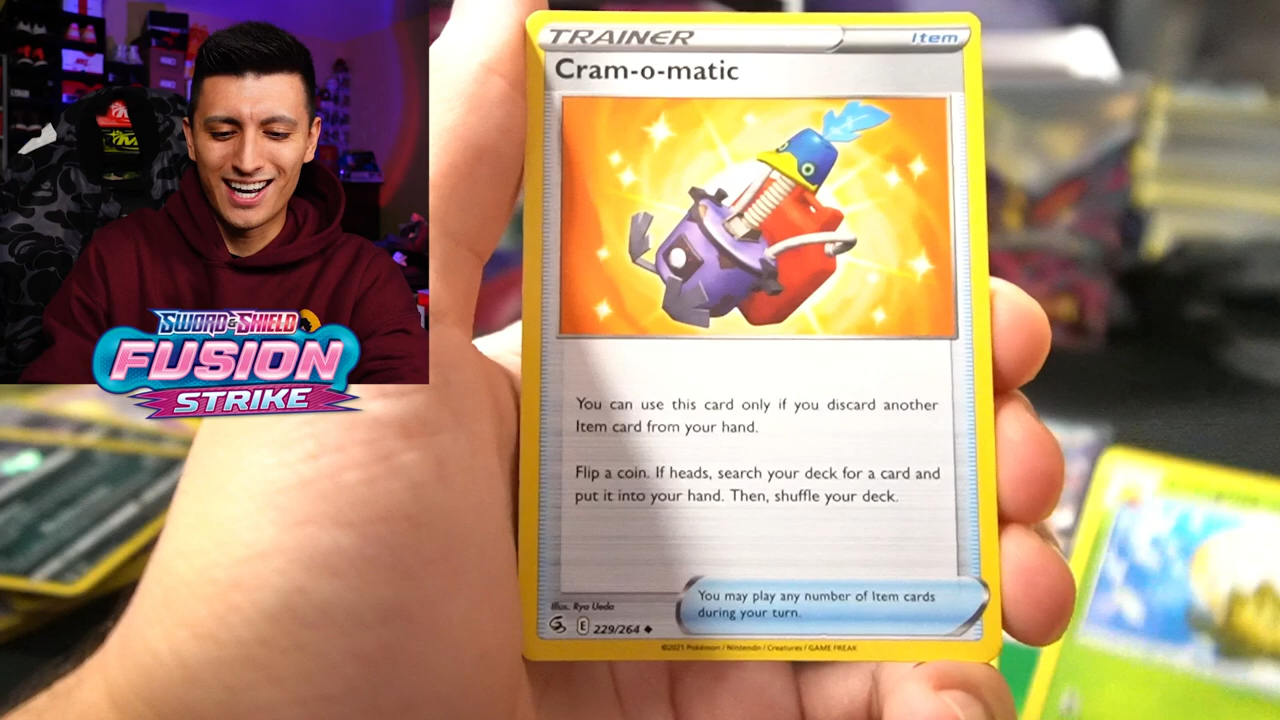 TRAINER
Item
Cram-o-matic
SWORD & SHIELD
FUSION
STRIKE
You can use this card only if you discard another
Item card from your hand.
Flip a coin. If heads, search your deck for a card and
put it into your hand. Then, shuffle your deck.
You may play any number of Item cards
during your turn.
Illus. Ryo Ueda
E 229/264
©2021 Pokémon / Nintendo / Creatures / GAME FREAK